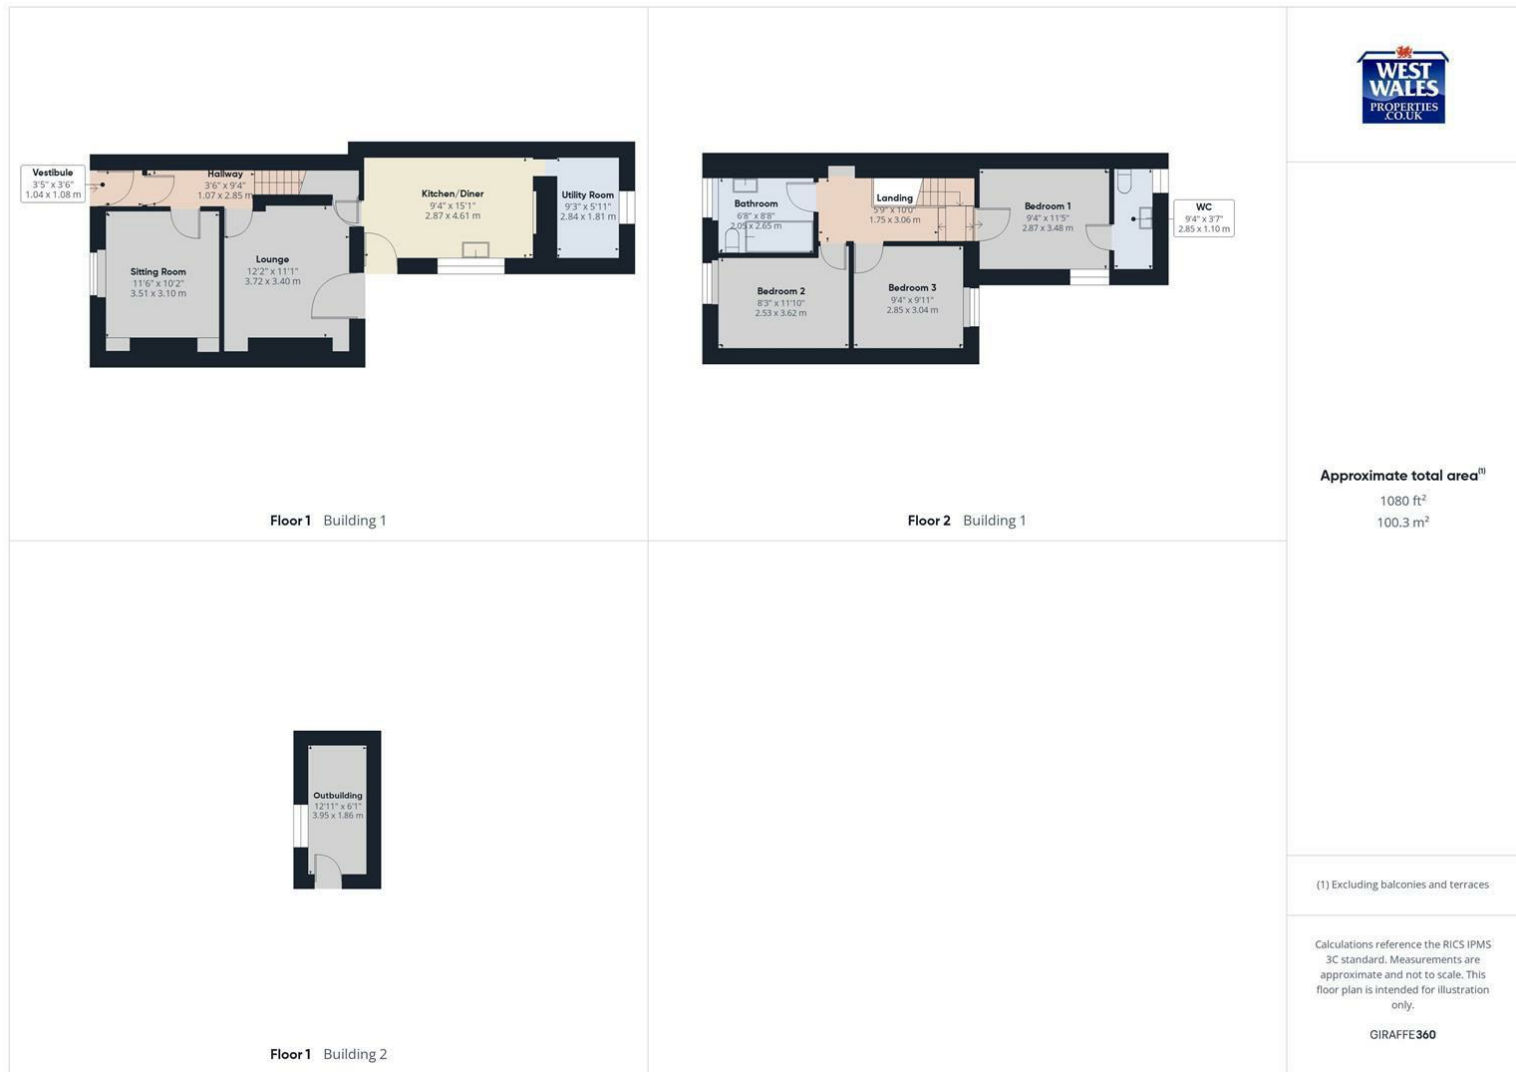 Vestibule
3'5" x 3'6"
1.04 x 1.08 m
Hallway
3'6" x 9'4"
1.07 x 2.85 m
Kitchen/Diner
9'4" x 15'1"
2.87 x 4.61 m
Utility Room
9'3" x 5'11"
2.84 x 1.81 m
Sitting Room
11'6" x 10'2"
3.51 x 3.10 m
Lounge
12'2" x 11'1"
3.72 x 3.40 m
Floor 1 Building 1
Bathroom
6'8" x 8'8"
2.05 x 2.65 m
Landing
5'9" x 10'0"
1.75 x 3.06 m
Bedroom 1
9'4" x 11'5"
2.87 x 3.48 m
WC
9'4" x 3'7"
2.85 x 1.10 m
Bedroom 2
8'3" x 11'10"
2.53 x 3.62 m
Bedroom 3
9'4" x 9'11"
2.85 x 3.04 m
Floor 2 Building 1
Outbuilding
12'11" x 6'1"
3.95 x 1.86 m
Floor 1 Building 2
WEST
WALES
PROPERTIES
.CO.UK
Approximate total area(1)
1080 ft²
100.3 m²
(1) Excluding balconies and terraces
Calculations reference the RICS IPMS
3C standard. Measurements are
approximate and not to scale. This
floor plan is intended for illustration
only.
GIRAFFE360